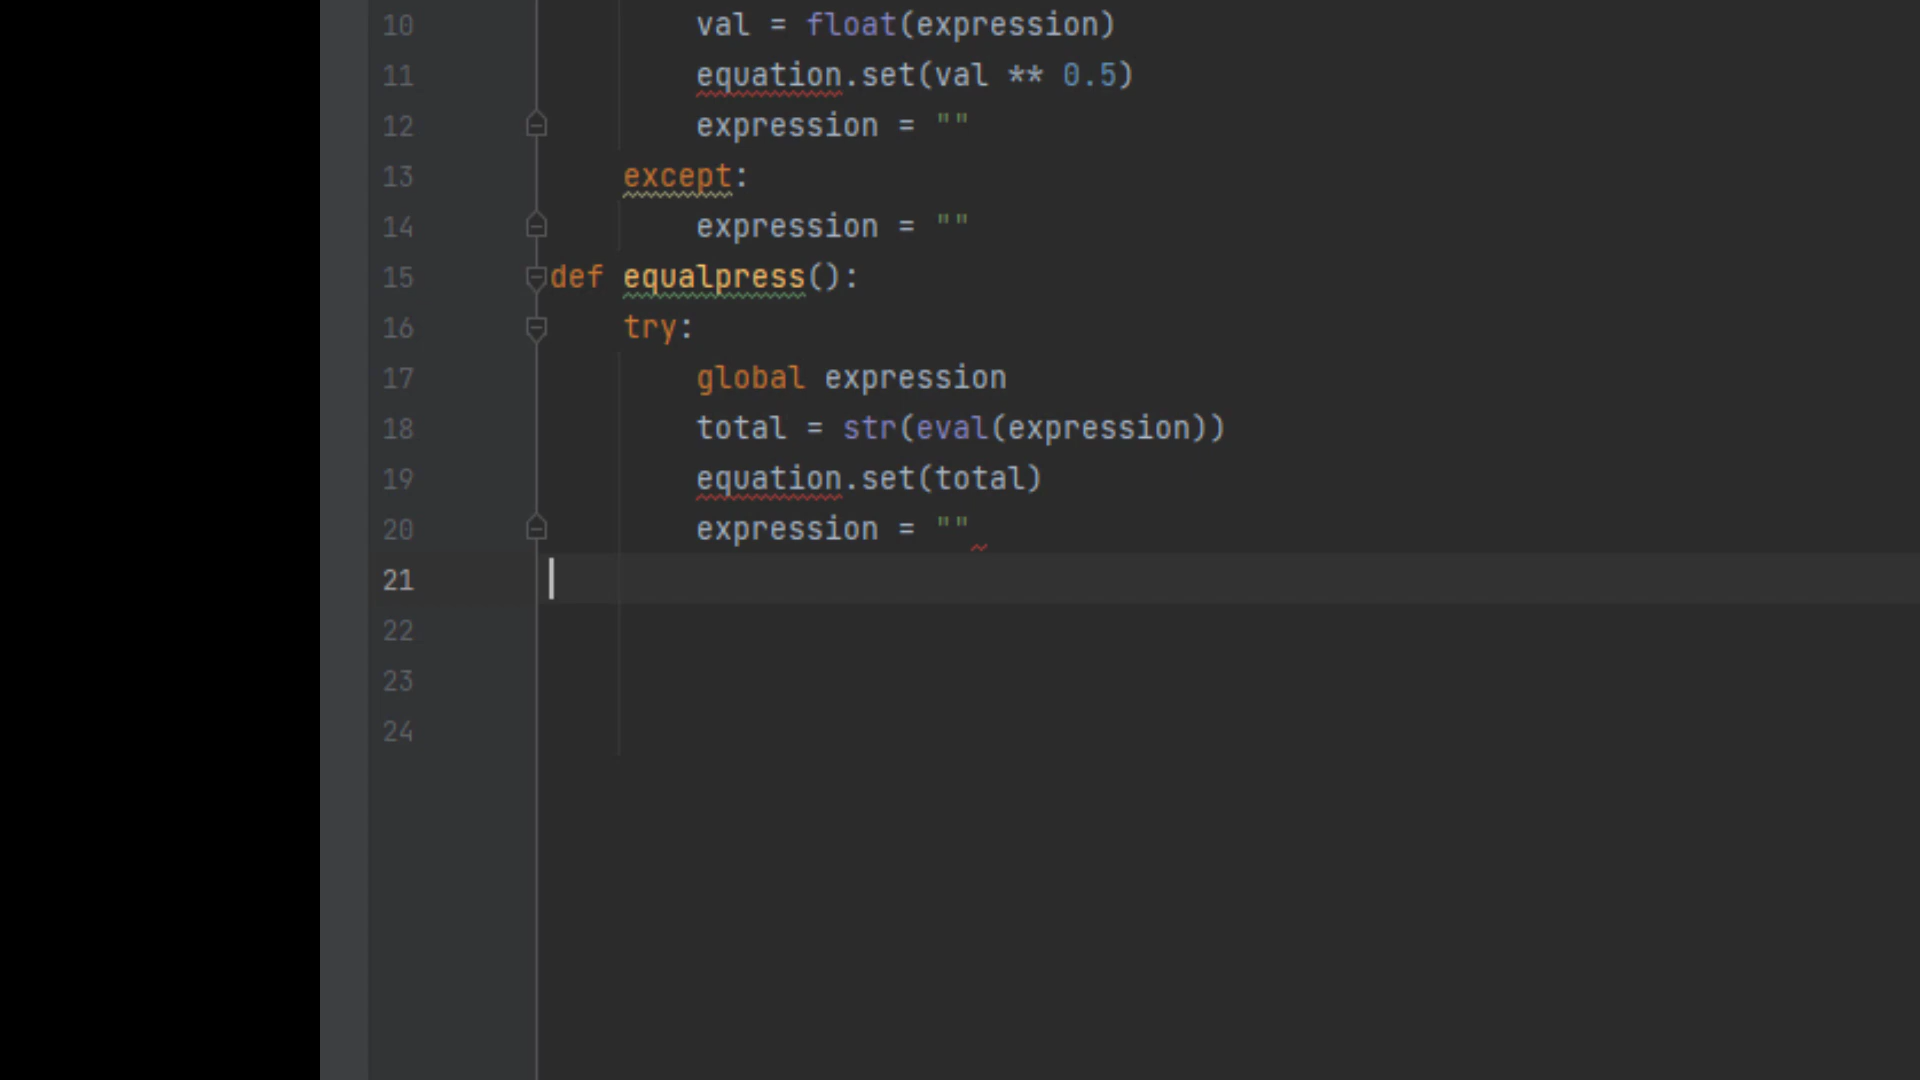 10 val = float(expression)
11 equation.set(val ** 0.5)
12 expression = ""
13 except:
14 expression = ""
15 def equalpress():
16 try:
17 global expression
18 total = str(eval(expression))
19 equation.set(total)
20 expression = ""
21
22
23
24